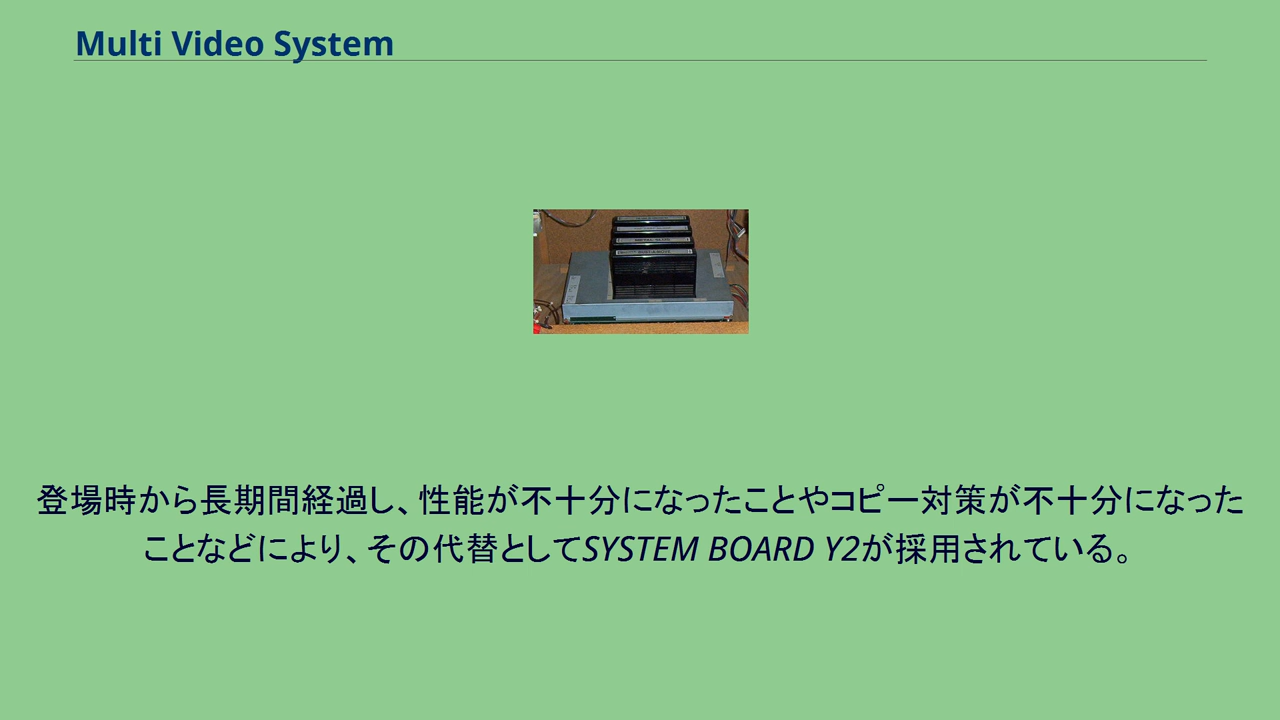 Multi Video System
登場時から長期間経過し、性能が不十分になったことやコピー対策が不十分になった
ことなどにより、その代替としてSYSTEM BOARD Y2が採用されている。